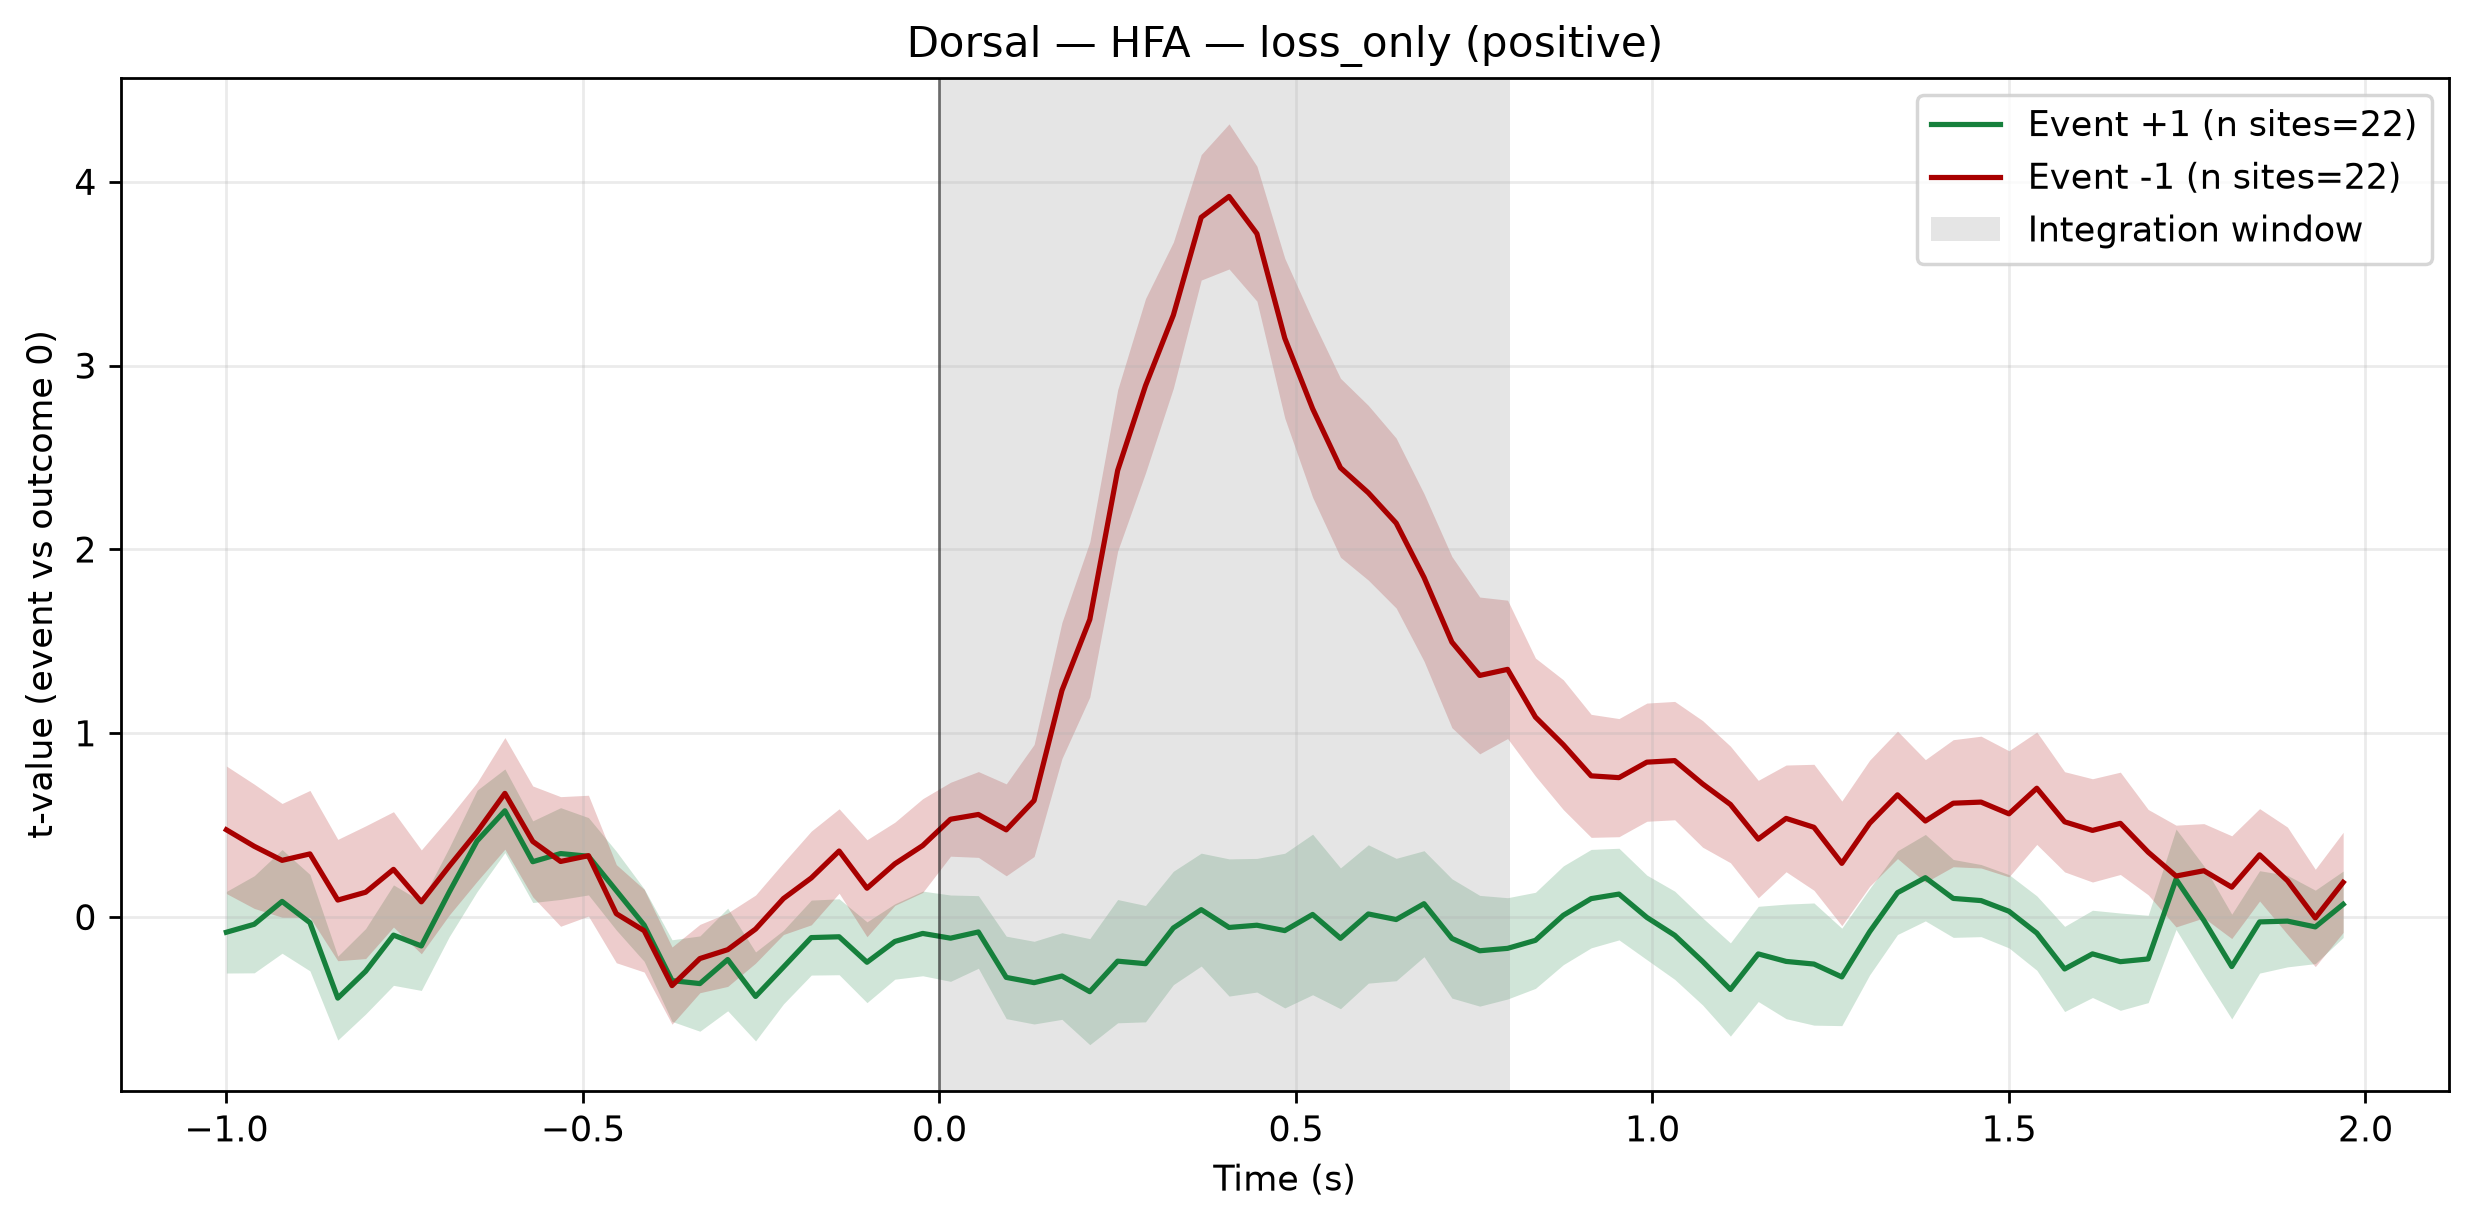 Dorsal — HFA — loss_only (positive)
Event +1 (n sites=22)
Event -1 (n sites=22)
Integration window
t-value (event vs outcome 0)
4
3
2
1
0
−1.0 −0.5 0.0 0.5 1.0 1.5 2.0
Time (s)